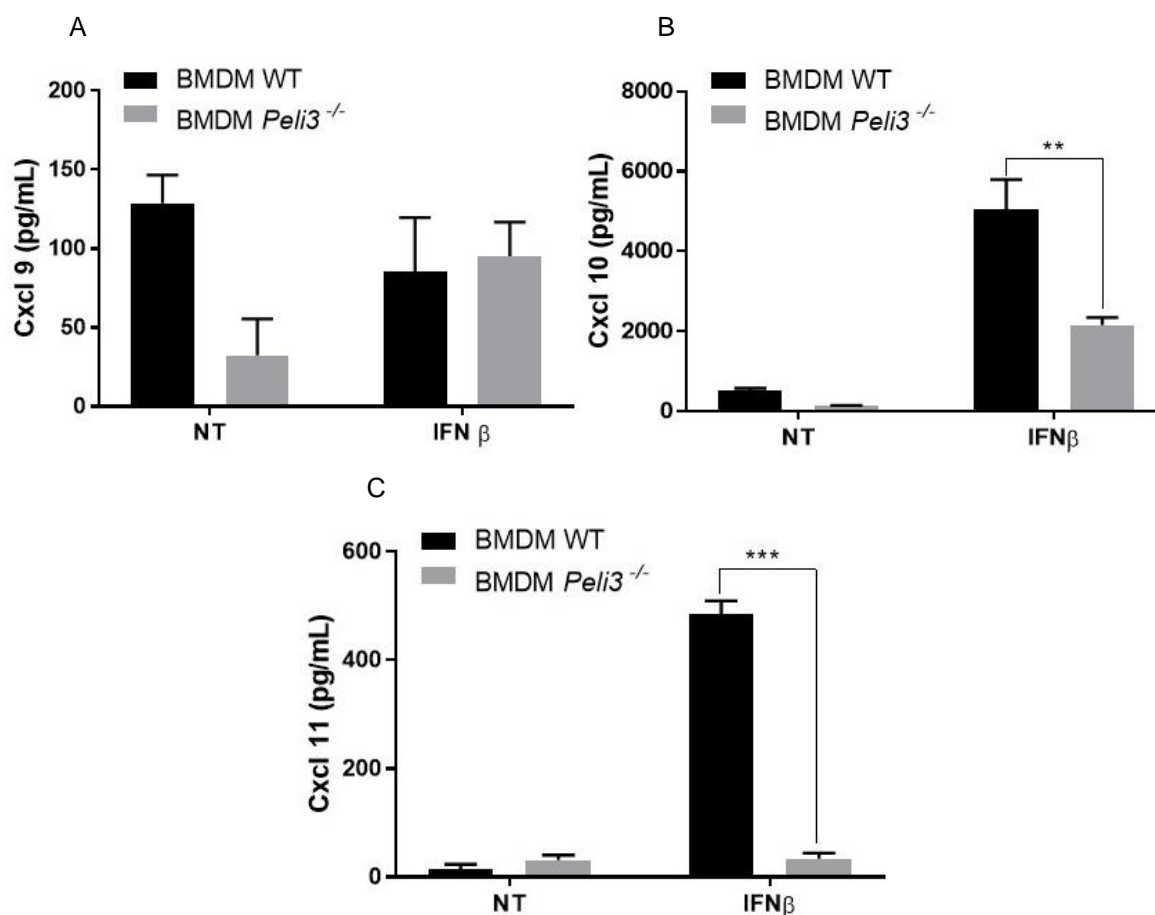 A
BMDM WT
BMDM Peli3 -/-
Cxcl 9 (pg/mL)
200
150
100
50
0
NT IFN β
B
BMDM WT
BMDM Peli3 -/-
Cxcl 10 (pg/mL)
8000
6000
4000
2000
0
**
NT IFNβ
C
BMDM WT
BMDM Peli3 -/-
Cxcl 11 (pg/mL)
600
400
200
0
***
NT IFNβ